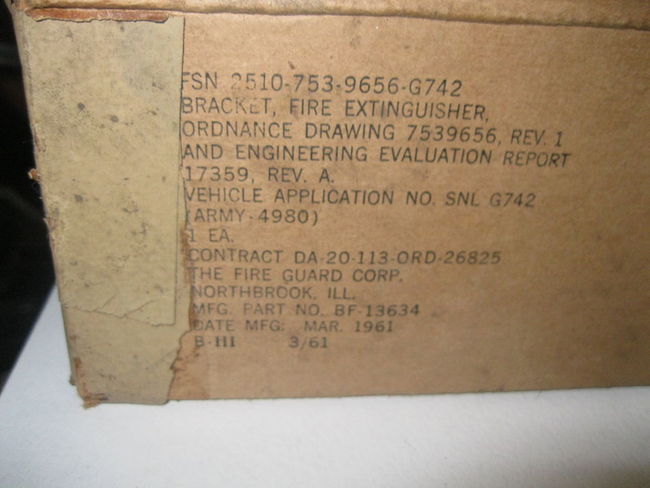 FSN 2510-753-9656-G742
BRACKET, FIRE EXTINGUISHER,
ORDNANCE DRAWING 7539656, REV. 1
AND ENGINEERING EVALUATION REPORT
17359, REV. A.
VEHICLE APPLICATION NO. SNL G742
(ARMY-4980)
1 EA.
CONTRACT DA-20-113-ORD-26825
THE FIRE GUARD CORP.
NORTHBROOK, ILL.
MFG. PART NO. BF-13634
DATE MFG: MAR. 1961
B-III 3/61